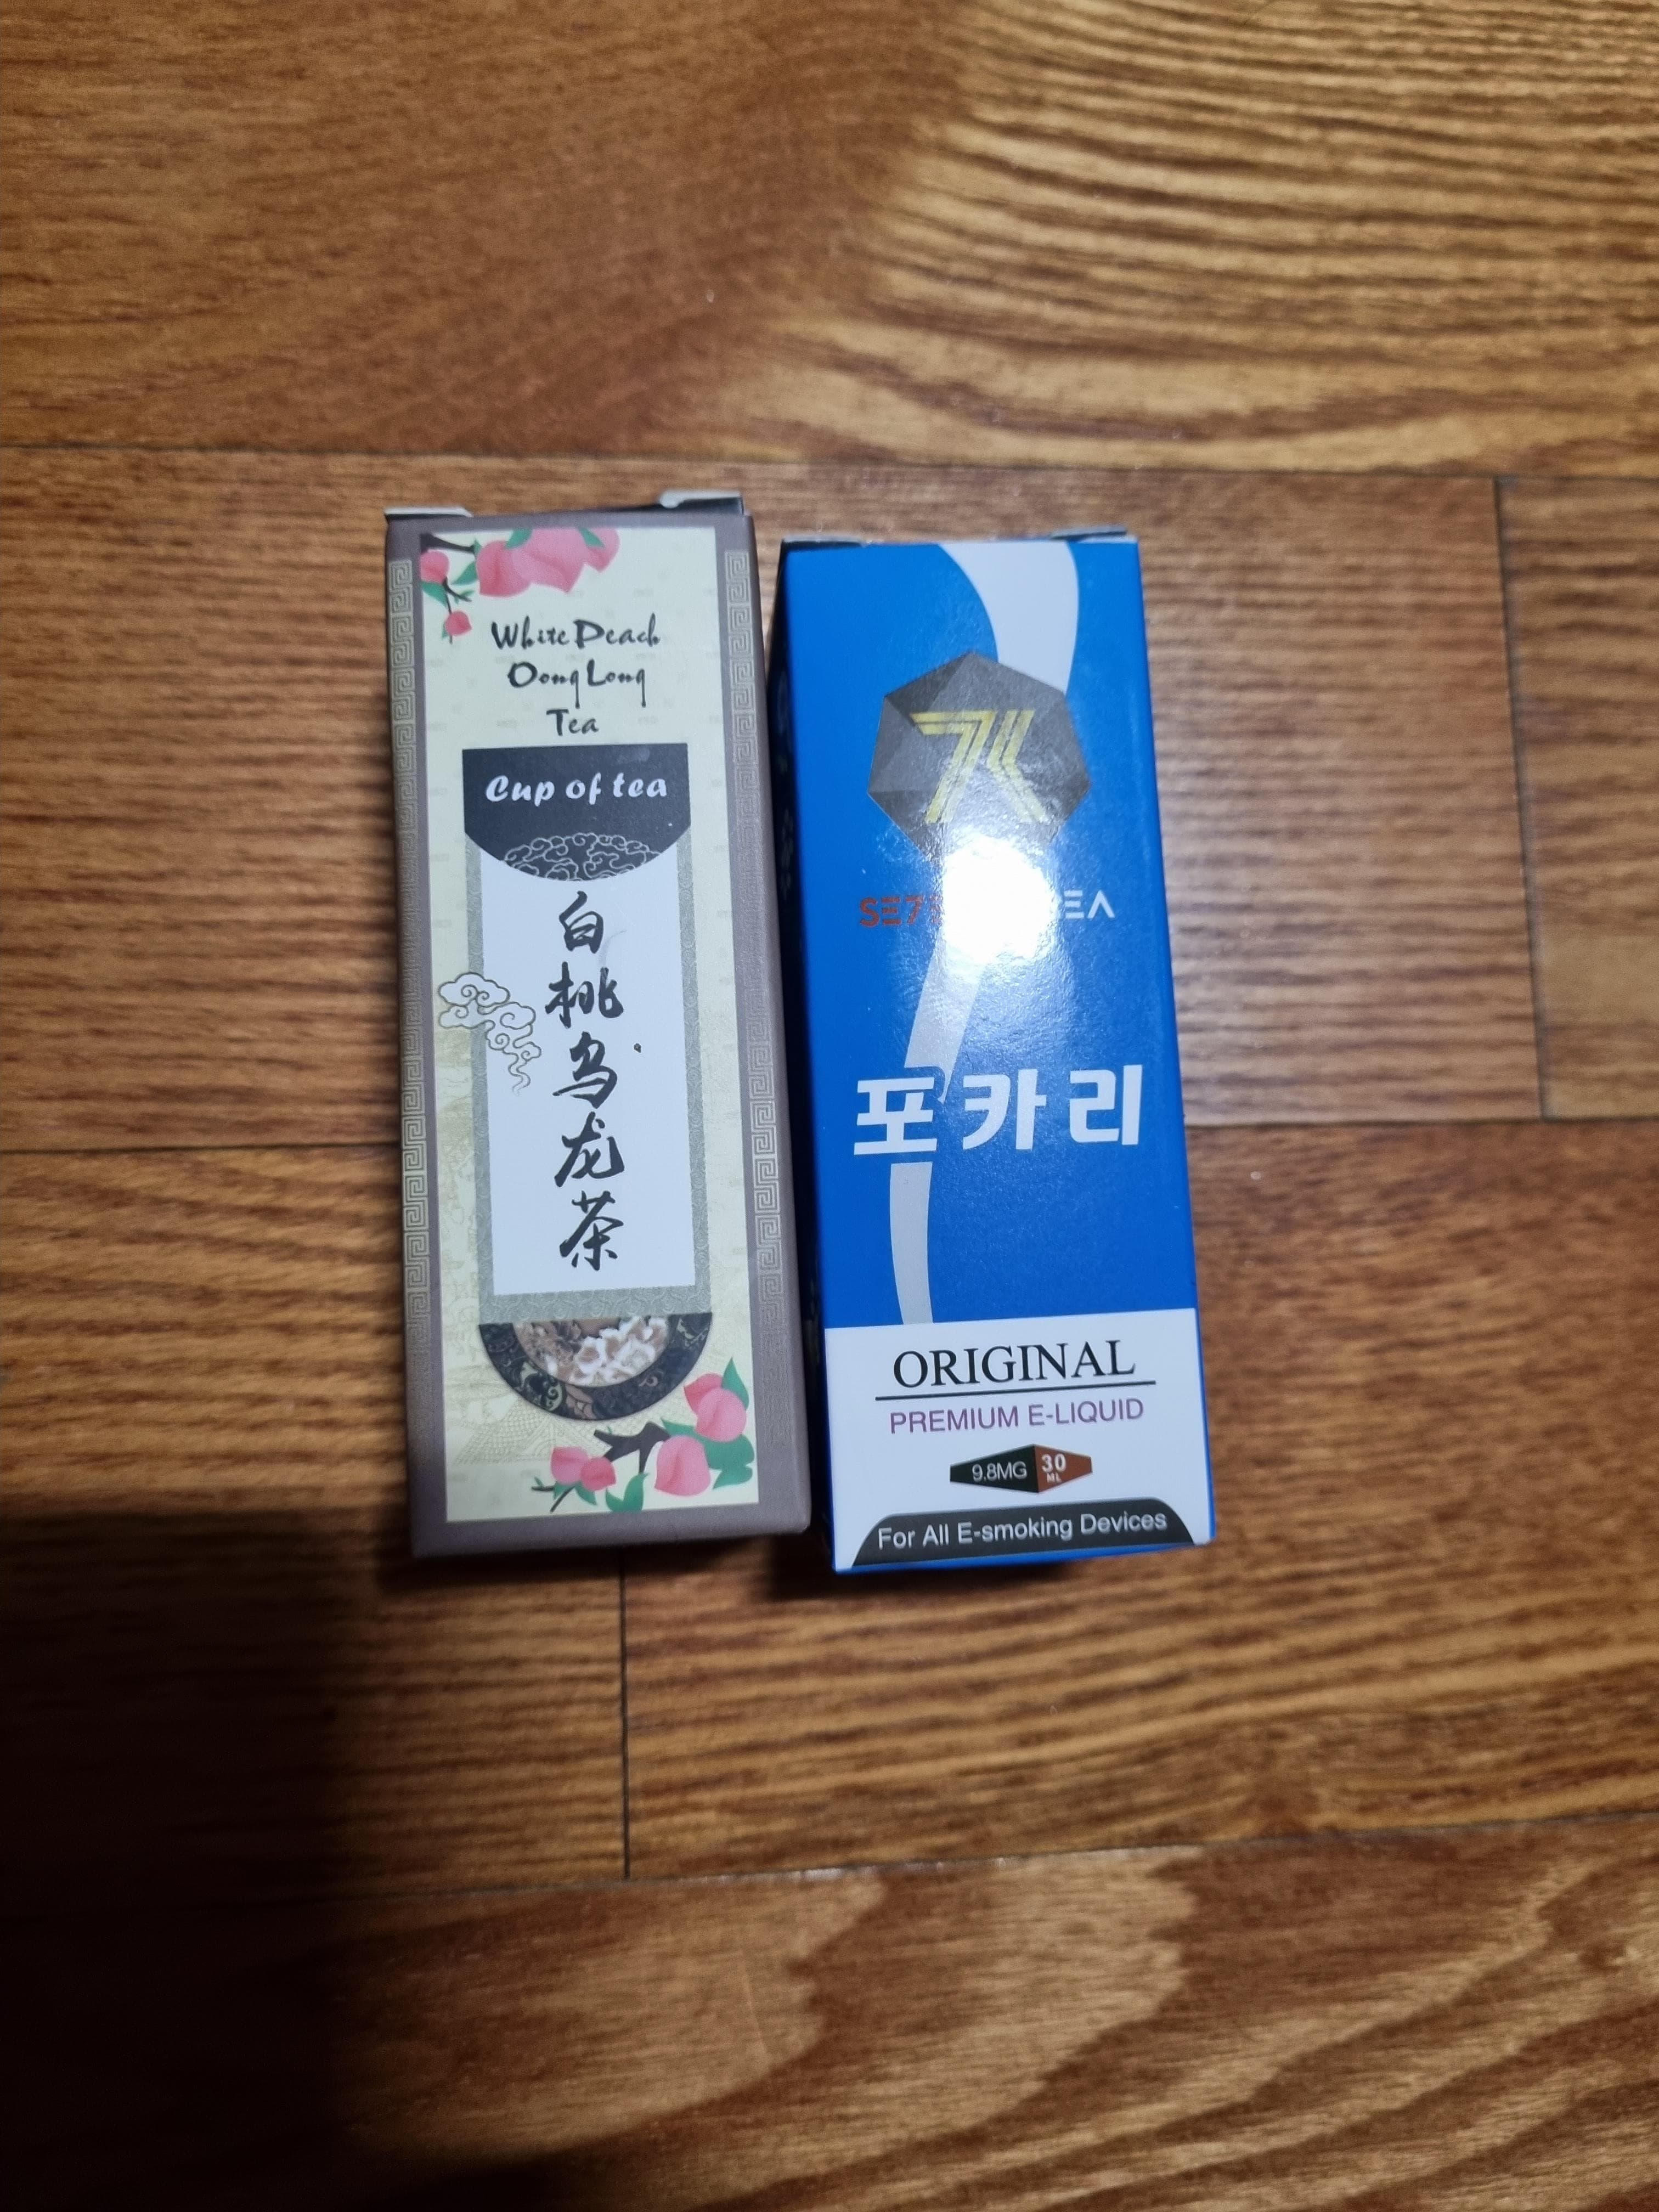 White Peach
Oong Long
Tea
Cup of tea
白桃乌龙茶
7K
포카리
ORIGINAL
PREMIUM E-LIQUID
9.8MG 30
ML
For All E-smoking Devices